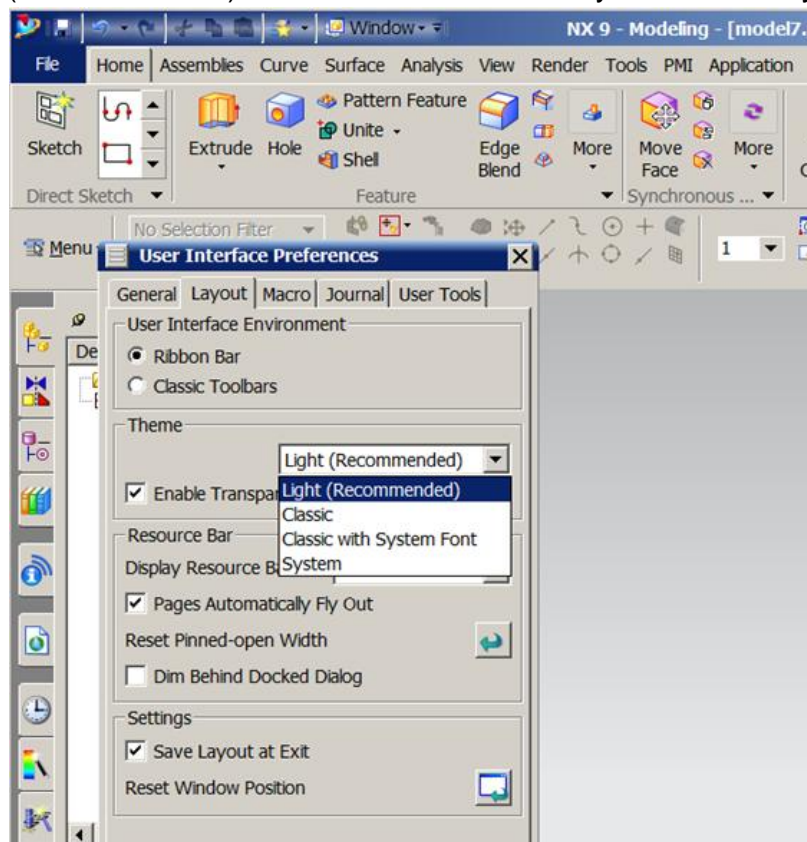 Window
NX 9 - Modeling - [model7.
File Home Assemblies Curve Surface Analysis View Render Tools PMI Application
Sketch
Extrude
Hole
Pattern Feature
Unite
Shell
Edge Blend
More
Move Face
More
Direct Sketch
Feature
Synchronous ...
Menu
No Selection Filter
1
User Interface Preferences
General Layout Macro Journal User Tools
De
User Interface Environment
Ribbon Bar
Classic Toolbars
Theme
Light (Recommended)
Enable Transpa
Light (Recommended)
Classic
Classic with System Font
System
Resource Bar
Display Resource Ba
Pages Automatically Fly Out
Reset Pinned-open Width
Dim Behind Docked Dialog
Settings
Save Layout at Exit
Reset Window Position